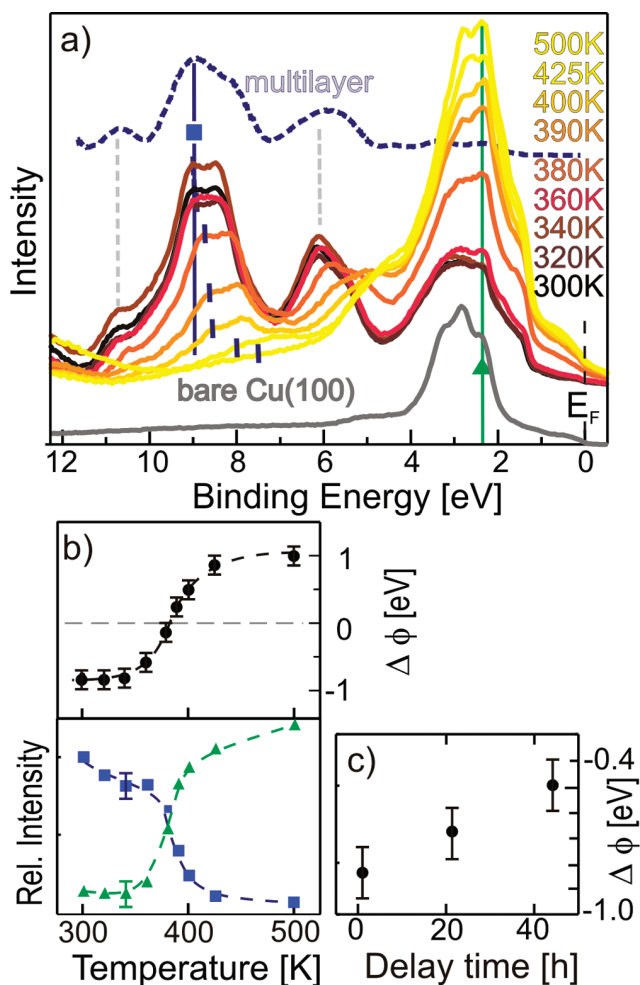 a)
multilayer
500K
425K
400K
390K
380K
360K
340K
320K
300K
Intensity
bare Cu(100)
E_F
12 10 8 6 4 2 0
Binding Energy [eV]
b)
1
0
-1
Δ ϕ [eV]
Rel. Intensity
300 400 500
Temperature [K]
c)
-0.4
-1.0
Δ ϕ [eV]
0 20 40
Delay time [h]